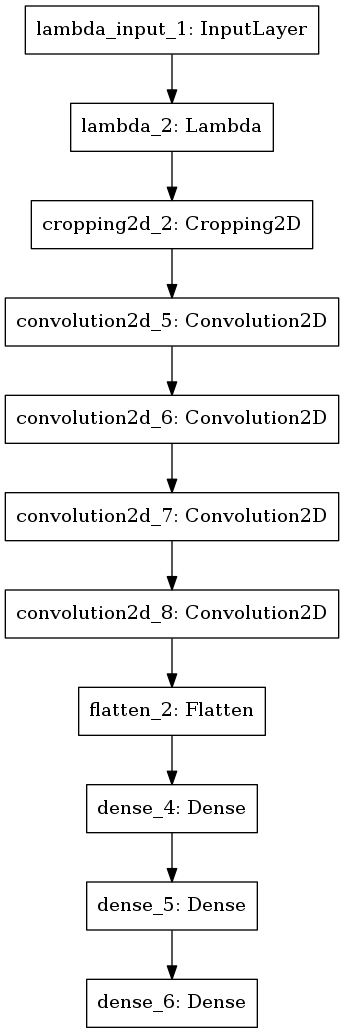 lambda_input_1: InputLayer
lambda_2: Lambda
cropping2d_2: Cropping2D
convolution2d_5: Convolution2D
convolution2d_6: Convolution2D
convolution2d_7: Convolution2D
convolution2d_8: Convolution2D
flatten_2: Flatten
dense_4: Dense
dense_5: Dense
dense_6: Dense